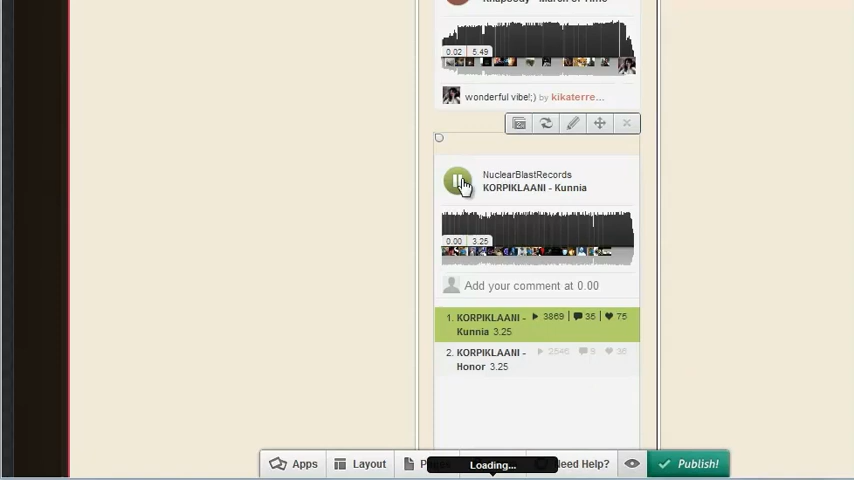 Rhapsody - March of Time
0.02 5.49
wonderful vibe!;) by kikaterre...
NuclearBlastRecords
KORPIKLAANI - Kunnia
0.00 3.25
Add your comment at 0.00
1. KORPIKLAANI - 3869 35 75
Kunnia 3.25
2. KORPIKLAANI - 2546 9 36
Honor 3.25
Apps Layout Loading... Need Help? Publish!